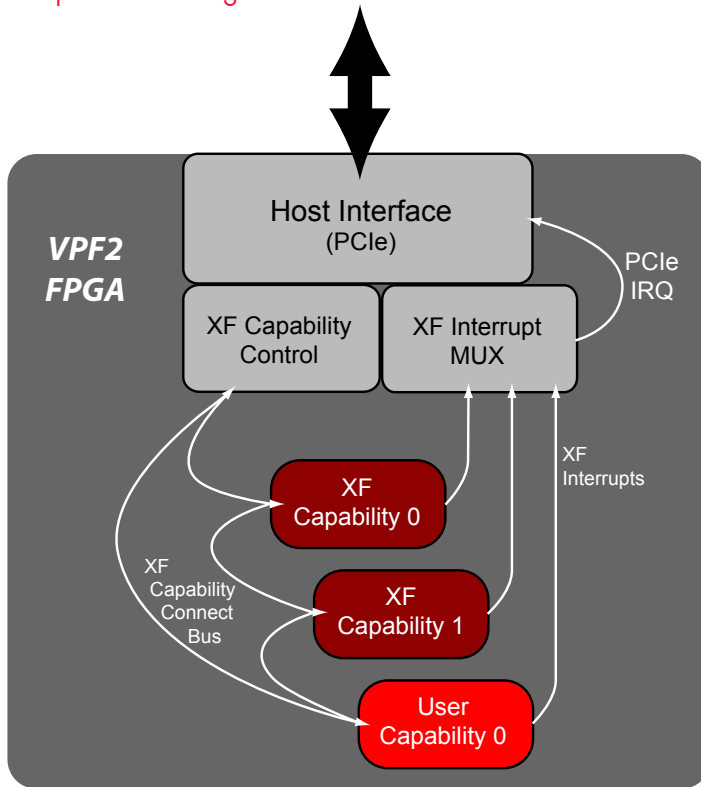 Host Interface
(PCIe)
VPF2
FPGA
PCIe
IRQ
XF Capability
Control
XF Interrupt
MUX
XF
Interrupts
XF
Capability 0
XF
Capability
Connect
Bus
XF
Capability 1
User
Capability 0